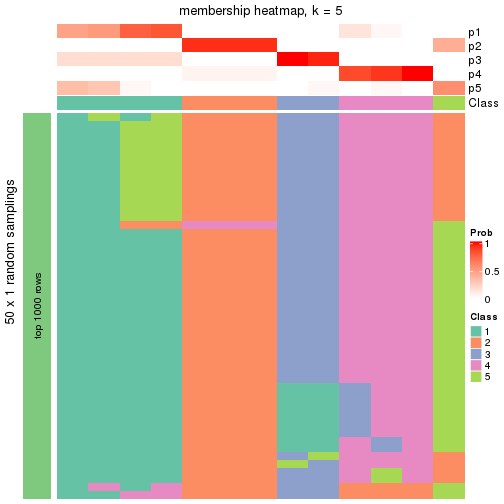 membership heatmap, k = 5
p1
p2
p3
p4
p5
Class
50 x 1 random samplings
top 1000 rows
Prob
1
0.5
0
Class
1
2
3
4
5